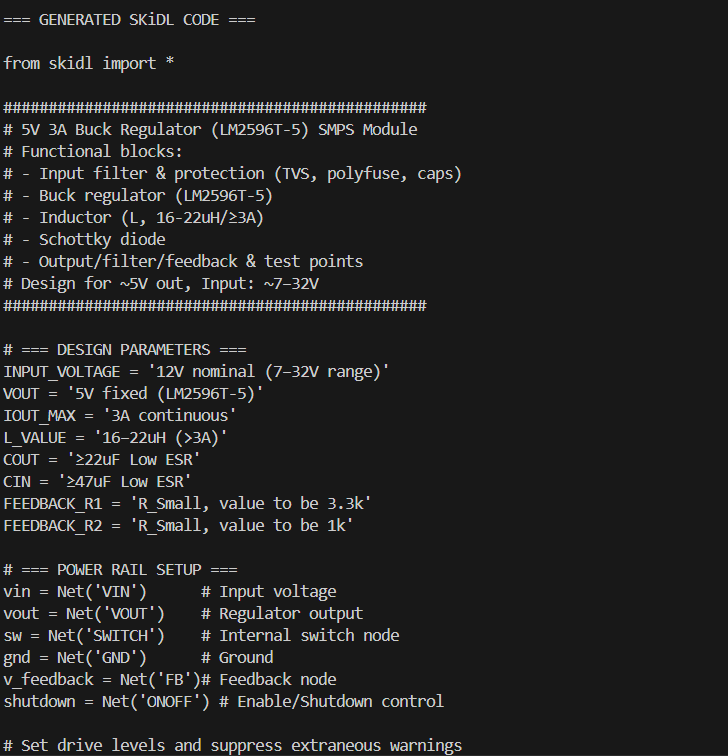 === GENERATED SKiDL CODE ===
from skidl import *
###############################################
# 5V 3A Buck Regulator (LM2596T-5) SMPS Module
# Functional blocks:
# - Input filter & protection (TVS, polyfuse, caps)
# - Buck regulator (LM2596T-5)
# - Inductor (L, 16-22uH/≥3A)
# - Schottky diode
# - Output/filter/feedback & test points
# Design for ~5V out, Input: ~7–32V
###############################################
# === DESIGN PARAMETERS ===
INPUT_VOLTAGE = '12V nominal (7–32V range)'
VOUT = '5V fixed (LM2596T-5)'
IOUT_MAX = '3A continuous'
L_VALUE = '16–22uH (>3A)'
COUT = '≥22uF Low ESR'
CIN = '≥47uF Low ESR'
FEEDBACK_R1 = 'R_Small, value to be 3.3k'
FEEDBACK_R2 = 'R_Small, value to be 1k'
# === POWER RAIL SETUP ===
vin = Net('VIN')      # Input voltage
vout = Net('VOUT')    # Regulator output
sw = Net('SWITCH')    # Internal switch node
gnd = Net('GND')      # Ground
v_feedback = Net('FB')# Feedback node
shutdown = Net('ONOFF') # Enable/Shutdown control
# Set drive levels and suppress extraneous warnings